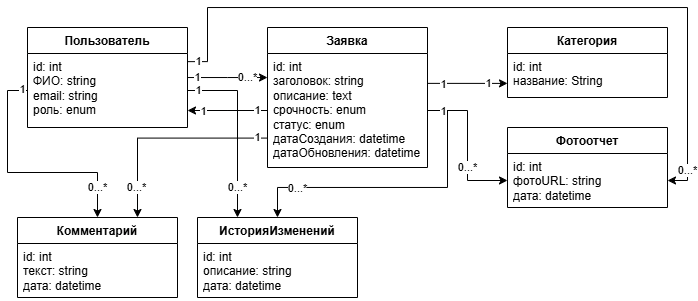 Пользователь
id: int
ФИО: string
email: string
роль: enum
Заявка
id: int
заголовок: string
описание: text
срочность: enum
статус: enum
датаСоздания: datetime
датаОбновления: datetime
Категория
id: int
название: String
Фотоотчет
id: int
фотоURL: string
дата: datetime
Комментарий
id: int
текст: string
дата: datetime
ИсторияИзменений
id: int
описание: string
дата: datetime
1
1
0...*
1
1
1
1
1
1
1
1
0...*
0...*
0...*
0...*
0...*
0...*